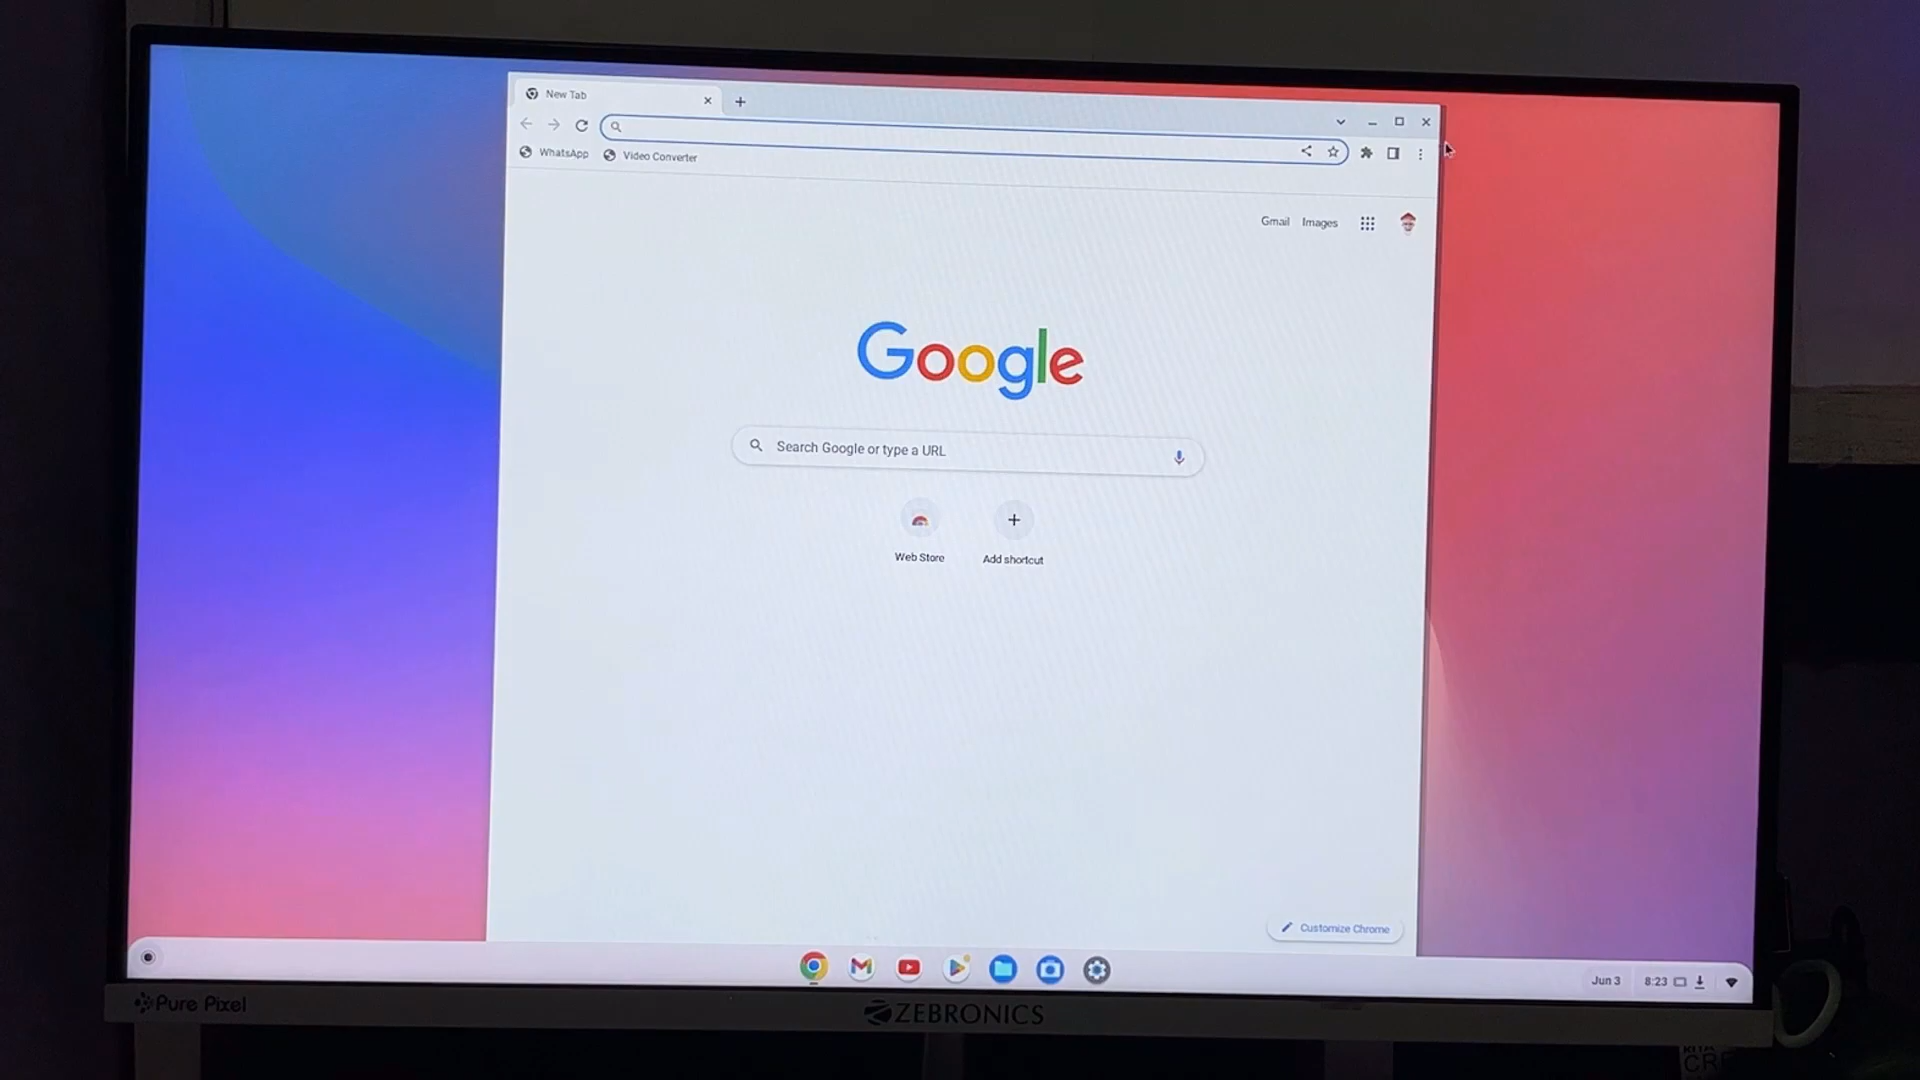 New Tab
WhatsApp Video Converter
Gmail Images
Google
Search Google or type a URL
Web Store Add shortcut
Customize Chrome
Jun 3 8:23
Pure Pixel
ZEBRONICS